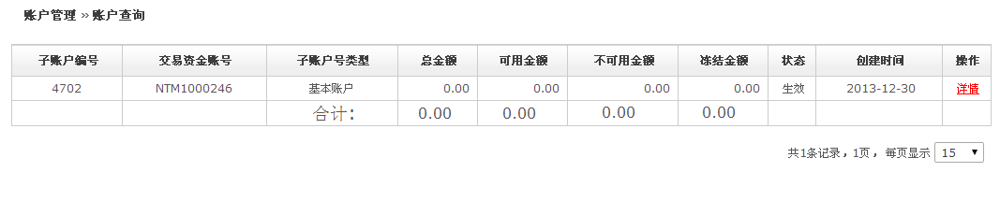 账户管理 » 账户查询
子账户编号 交易资金账号 子账户号类型 总金额 可用金额 不可用金额 冻结金额 状态 创建时间 操作
4702 NTM1000246 基本账户 0.00 0.00 0.00 0.00 生效 2013-12-30 详情
合计: 0.00 0.00 0.00 0.00
共1条记录，1页，每页显示 15